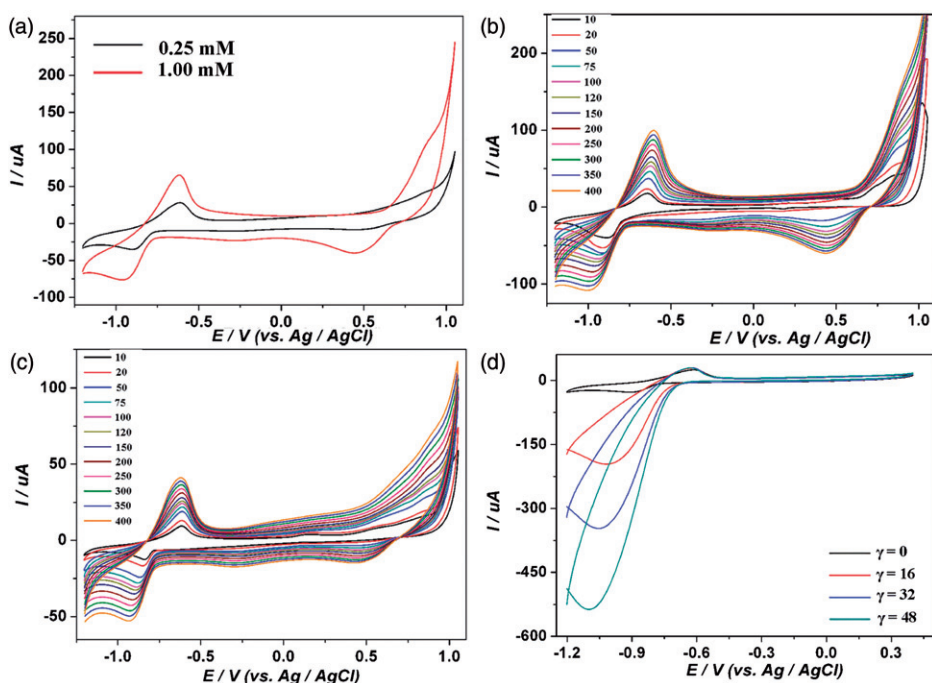 (a)
0.25 mM
1.00 mM
I / uA
250
200
150
100
50
0
-50
-100
-1.0 -0.5 0.0 0.5 1.0
E / V (vs. Ag / AgCl)
(b)
10
20
50
75
100
120
150
200
250
300
350
400
I / uA
200
100
0
-100
-1.0 -0.5 0.0 0.5 1.0
E / V (vs. Ag / AgCl)
(c)
10
20
50
75
100
120
150
200
250
300
350
400
I / uA
100
50
0
-50
-1.0 -0.5 0.0 0.5 1.0
E / V (vs. Ag / AgCl)
(d)
I / uA
0
-150
-300
-450
-600
γ = 0
γ = 16
γ = 32
γ = 48
-1.2 -0.9 -0.6 -0.3 0.0 0.3
E / V (vs. Ag / AgCl)